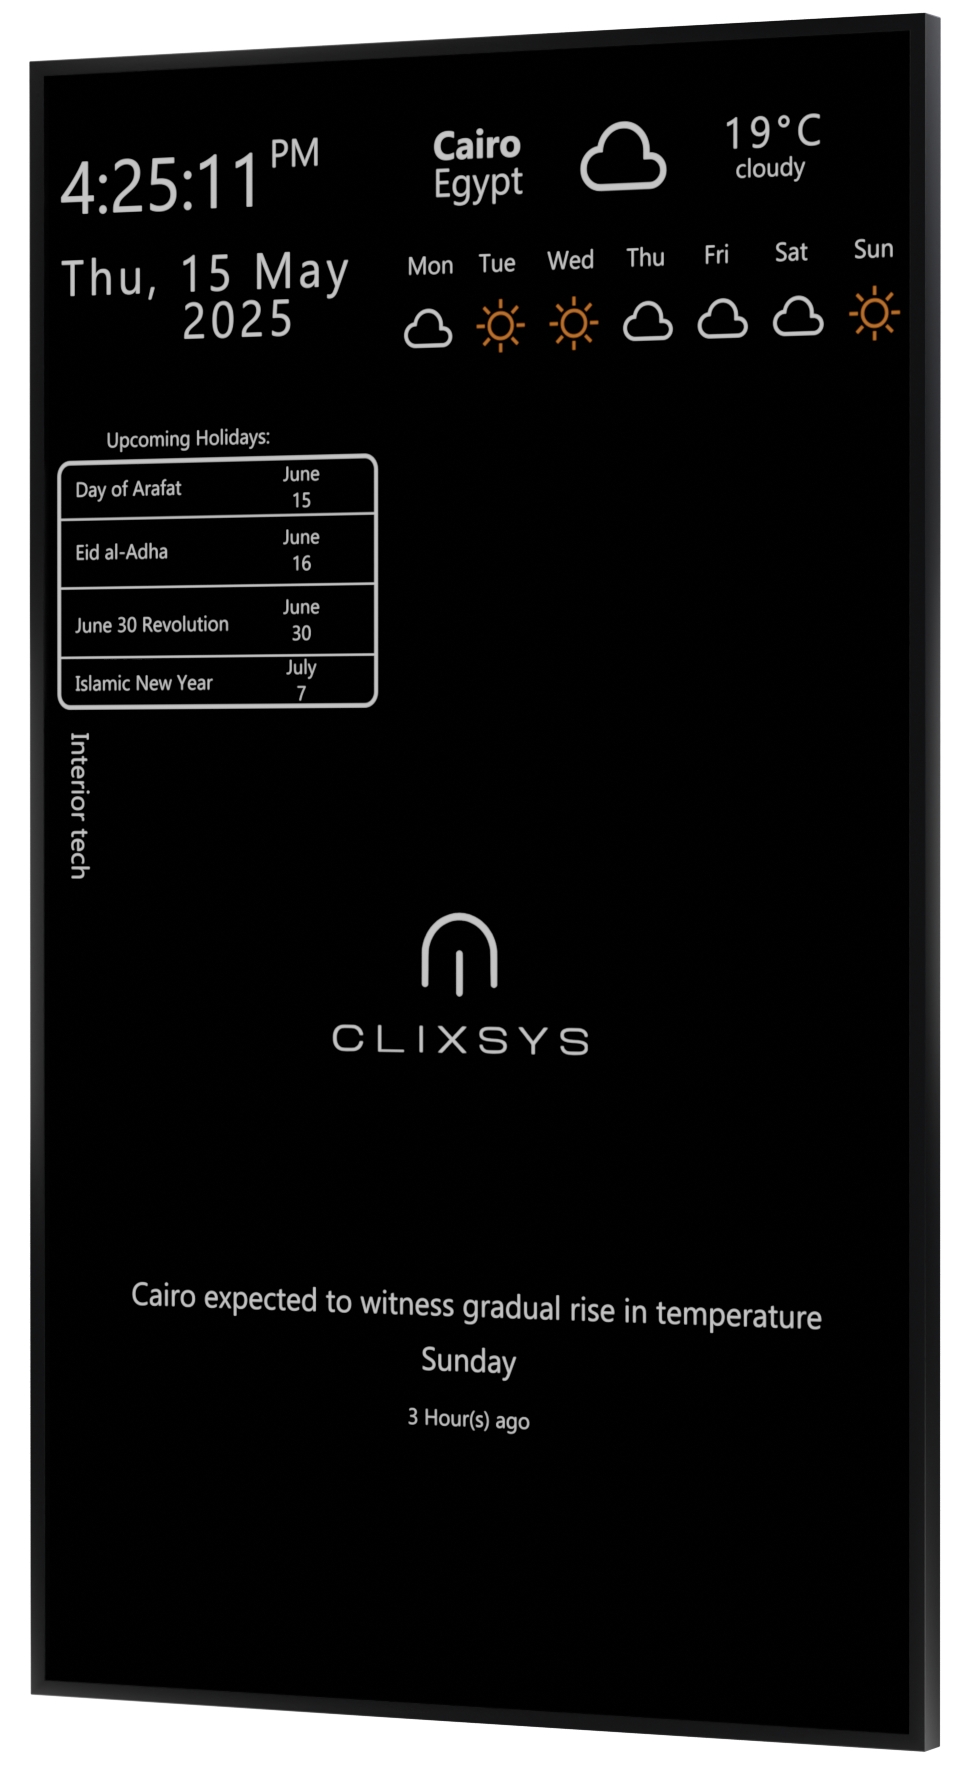 4:25:11 PM
Thu, 15 May
2025
Cairo
Egypt
19°C
cloudy
Mon Tue Wed Thu Fri Sat Sun
Upcoming Holidays:
Day of Arafat June 15
Eid al-Adha June 16
June 30 Revolution June 30
Islamic New Year July 7
Interior tech
CLIXSYS
Cairo expected to witness gradual rise in temperature
Sunday
3 Hour(s) ago